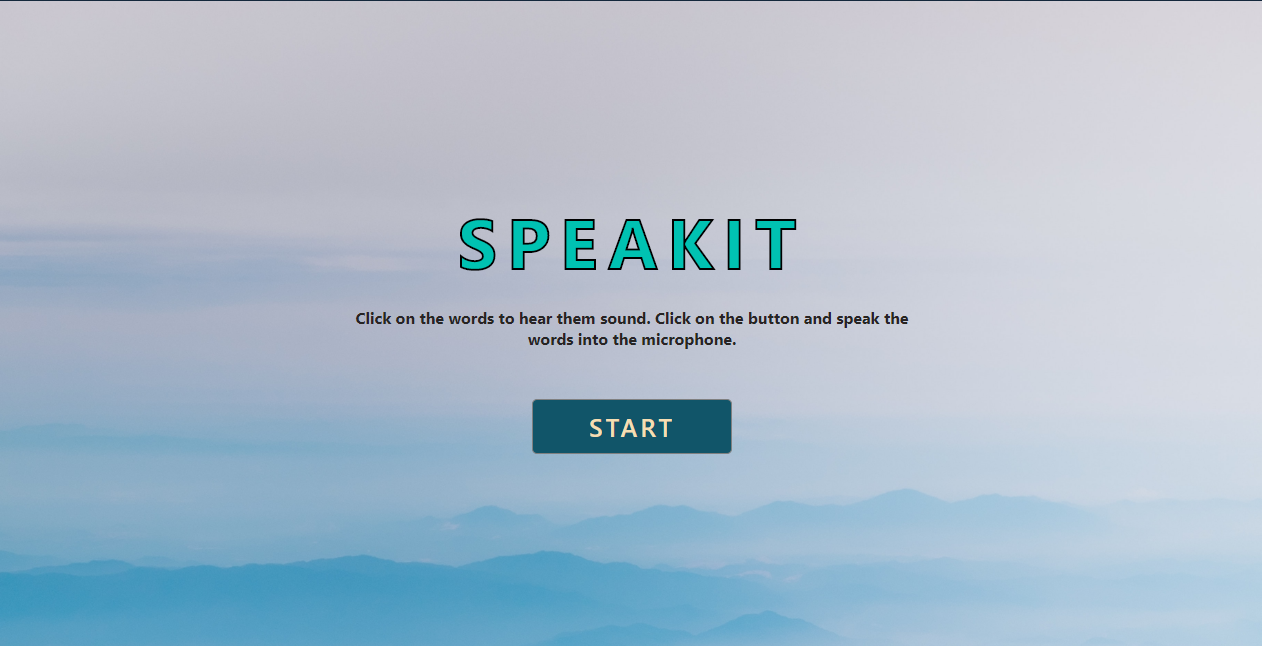 SPEAKIT
Click on the words to hear them sound. Click on the button and speak the
words into the microphone.
START